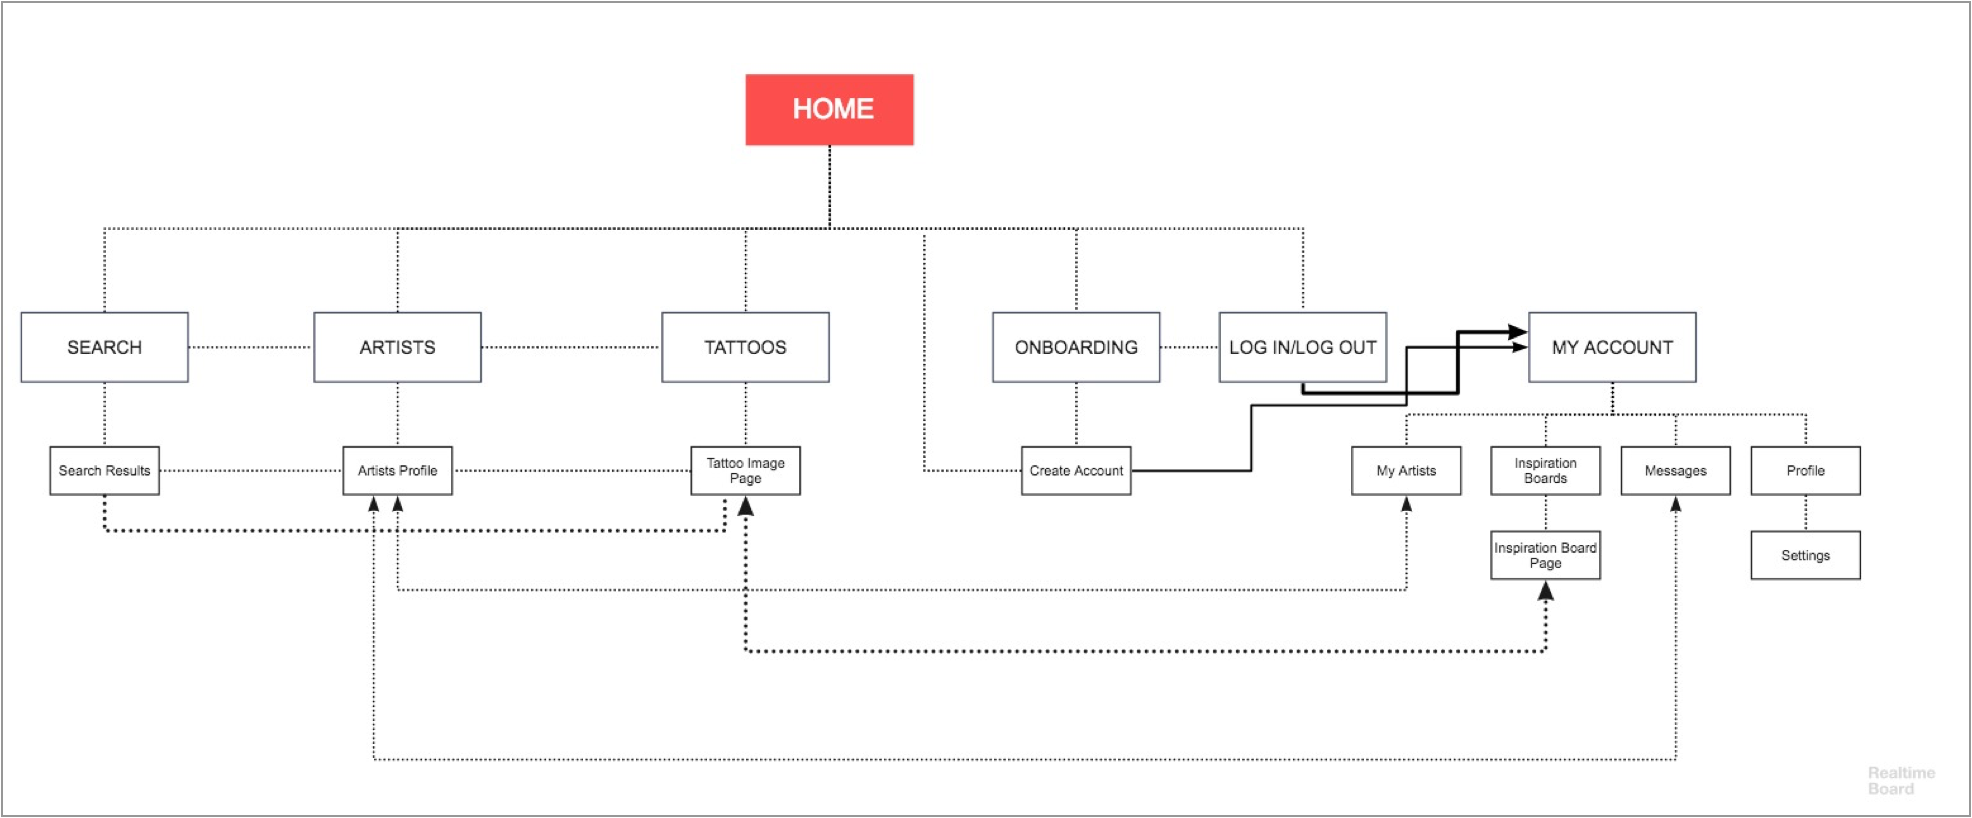 HOME
SEARCH
ARTISTS
TATTOOS
ONBOARDING
LOG IN/LOG OUT
MY ACCOUNT
Search Results
Artists Profile
Tattoo Image
Page
Create Account
My Artists
Inspiration
Boards
Messages
Profile
Inspiration Board
Page
Settings
Realtime
Board